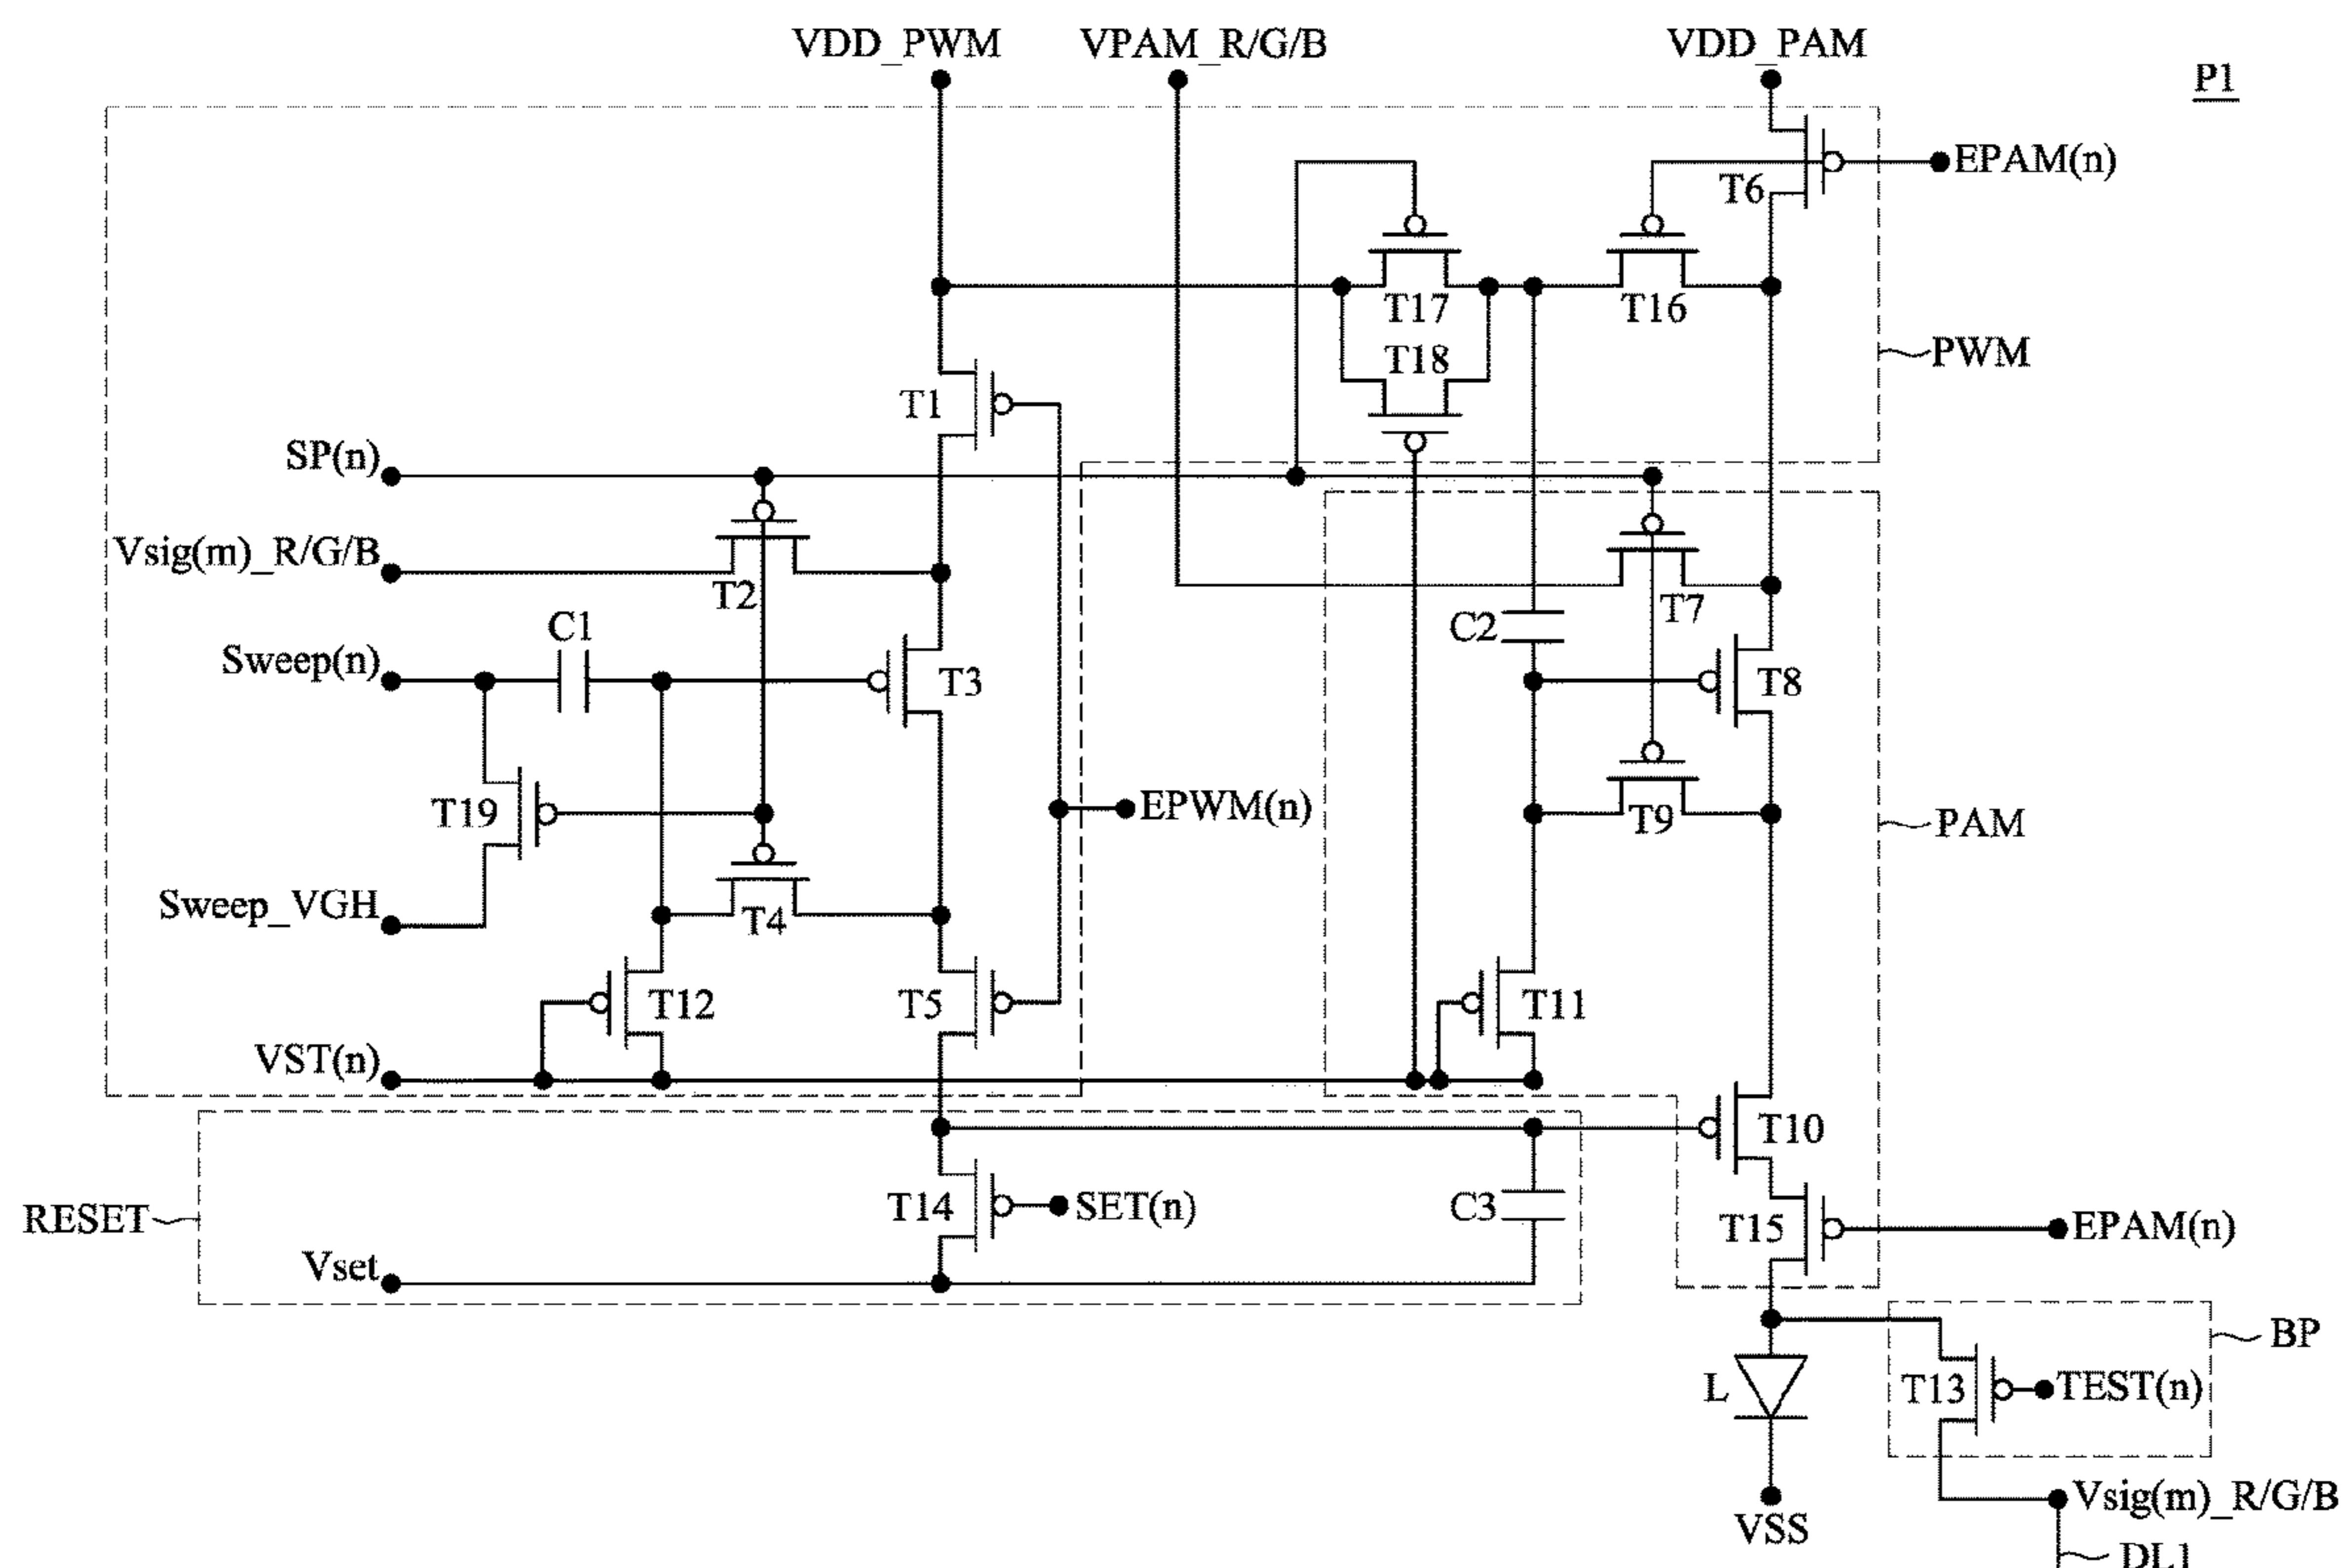 VDD_PWM
VPAM_R/G/B
VDD_PAM
P1
EPAM(n)
T6
T17
T16
T18
PWM
T1
SP(n)
Vsig(m)_R/G/B
T2
T7
C1
C2
Sweep(n)
T3
T8
T19
EPWM(n)
T9
PAM
Sweep_VGH
T4
T12
T5
T11
VST(n)
T10
RESET
T14
SET(n)
C3
T15
EPAM(n)
Vset
BP
L
T13
TEST(n)
Vsig(m)_R/G/B
VSS
DL1